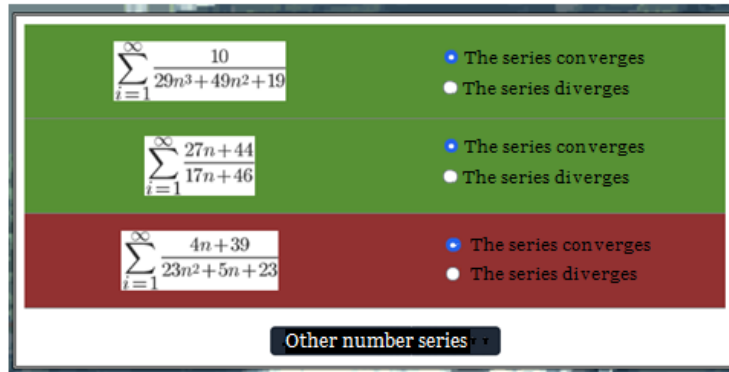 ∑_{i=1}^{∞} 10/(29n³+49n²+19)
The series converges
The series diverges
∑_{i=1}^{∞} (27n+44)/(17n+46)
The series converges
The series diverges
∑_{i=1}^{∞} (4n+39)/(23n²+5n+23)
The series converges
The series diverges
Other number series